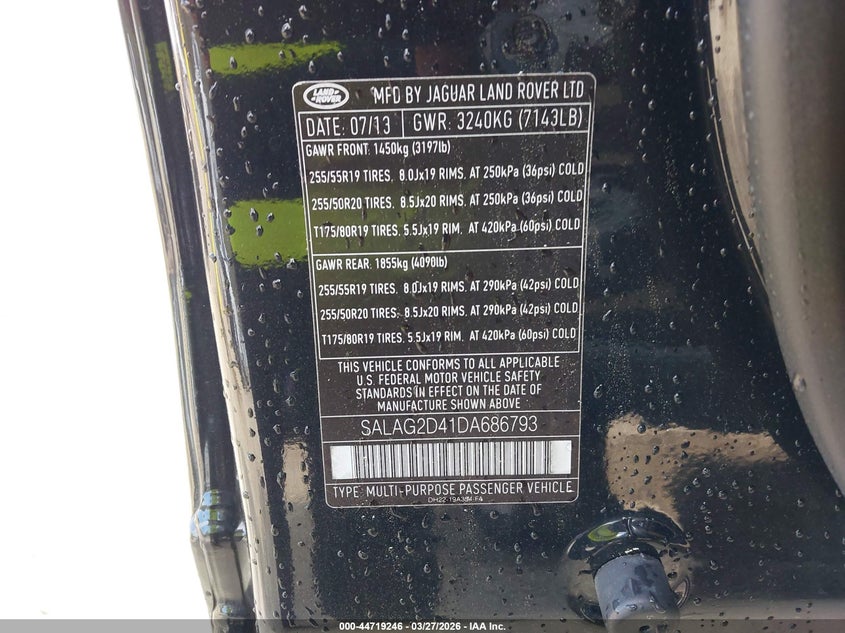 LAND ROVER MFD BY JAGUAR LAND ROVER LTD
DATE: 07/13 GWR: 3240KG (7143LB)
GAWR FRONT: 1450kg (3197lb)
255/55R19 TIRES, 8.0Jx19 RIMS, AT 250kPa (36psi) COLD
255/50R20 TIRES, 8.5Jx20 RIMS, AT 250kPa (36psi) COLD
T175/80R19 TIRES, 5.5Jx19 RIM, AT 420kPa (60psi) COLD
GAWR REAR: 1855kg (4090lb)
255/55R19 TIRES, 8.0Jx19 RIMS, AT 290kPa (42psi) COLD
255/50R20 TIRES, 8.5Jx20 RIMS, AT 290kPa (42psi) COLD
T175/80R19 TIRES, 5.5Jx19 RIM, AT 420kPa (60psi) COLD
THIS VEHICLE CONFORMS TO ALL APPLICABLE
U.S. FEDERAL MOTOR VEHICLE SAFETY
STANDARDS IN EFFECT ON THE DATE OF
MANUFACTURE SHOWN ABOVE
SALAG2D41DA686793
TYPE: MULTI-PURPOSE PASSENGER VEHICLE
000-44719246 - 03/27/2026 - IAA Inc.